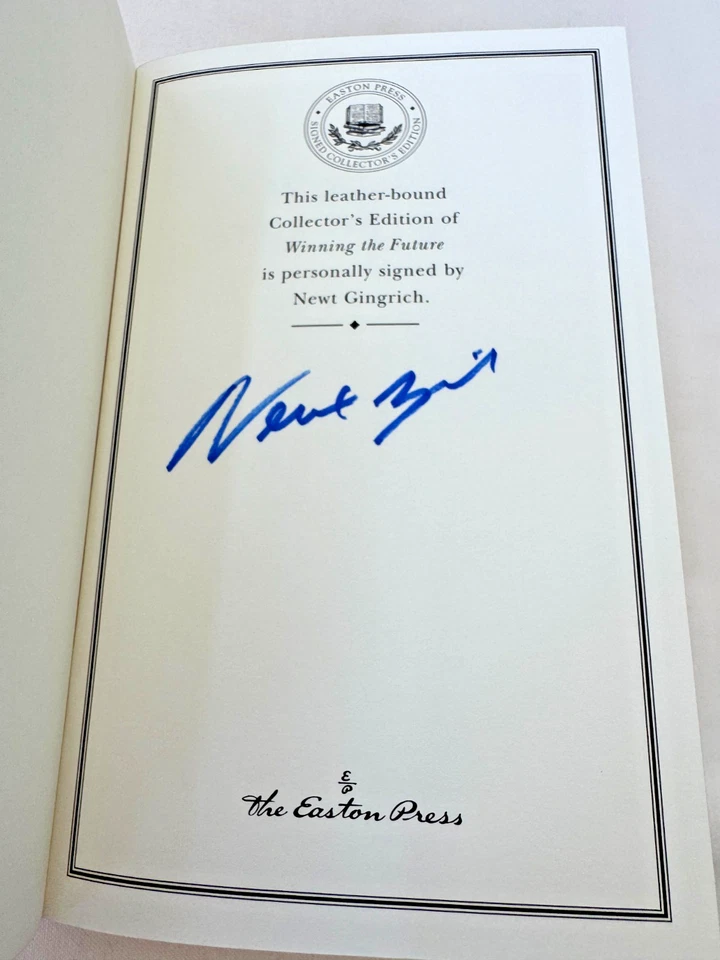 EASTON PRESS
SIGNED COLLECTOR'S EDITION
This leather-bound
Collector's Edition of
Winning the Future
is personally signed by
Newt Gingrich.
Newt
E
P
The Easton Press